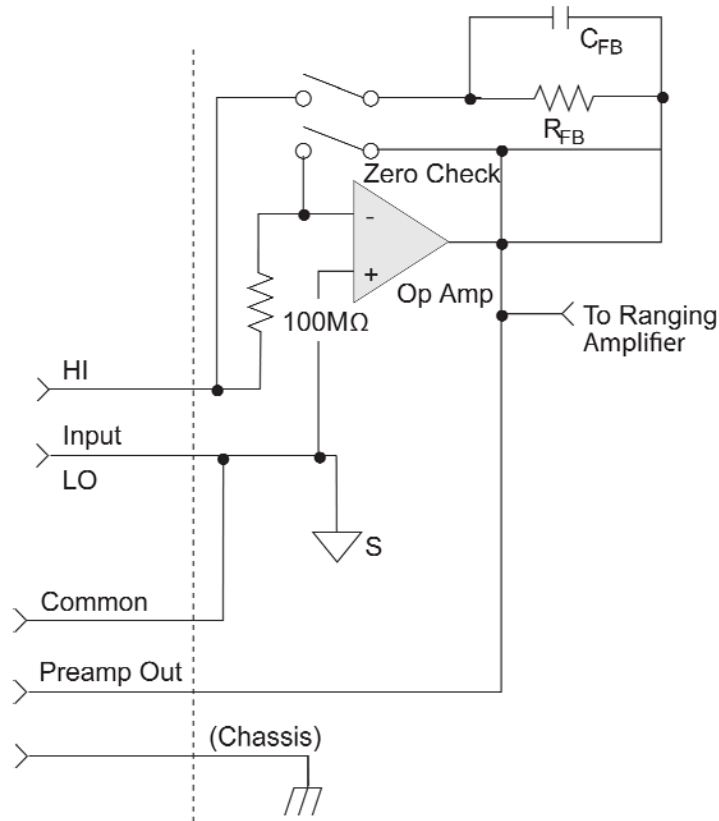 CFB
RFB
Zero Check
-
+
Op Amp
100MΩ
To Ranging
Amplifier
HI
Input
LO
S
Common
Preamp Out
(Chassis)